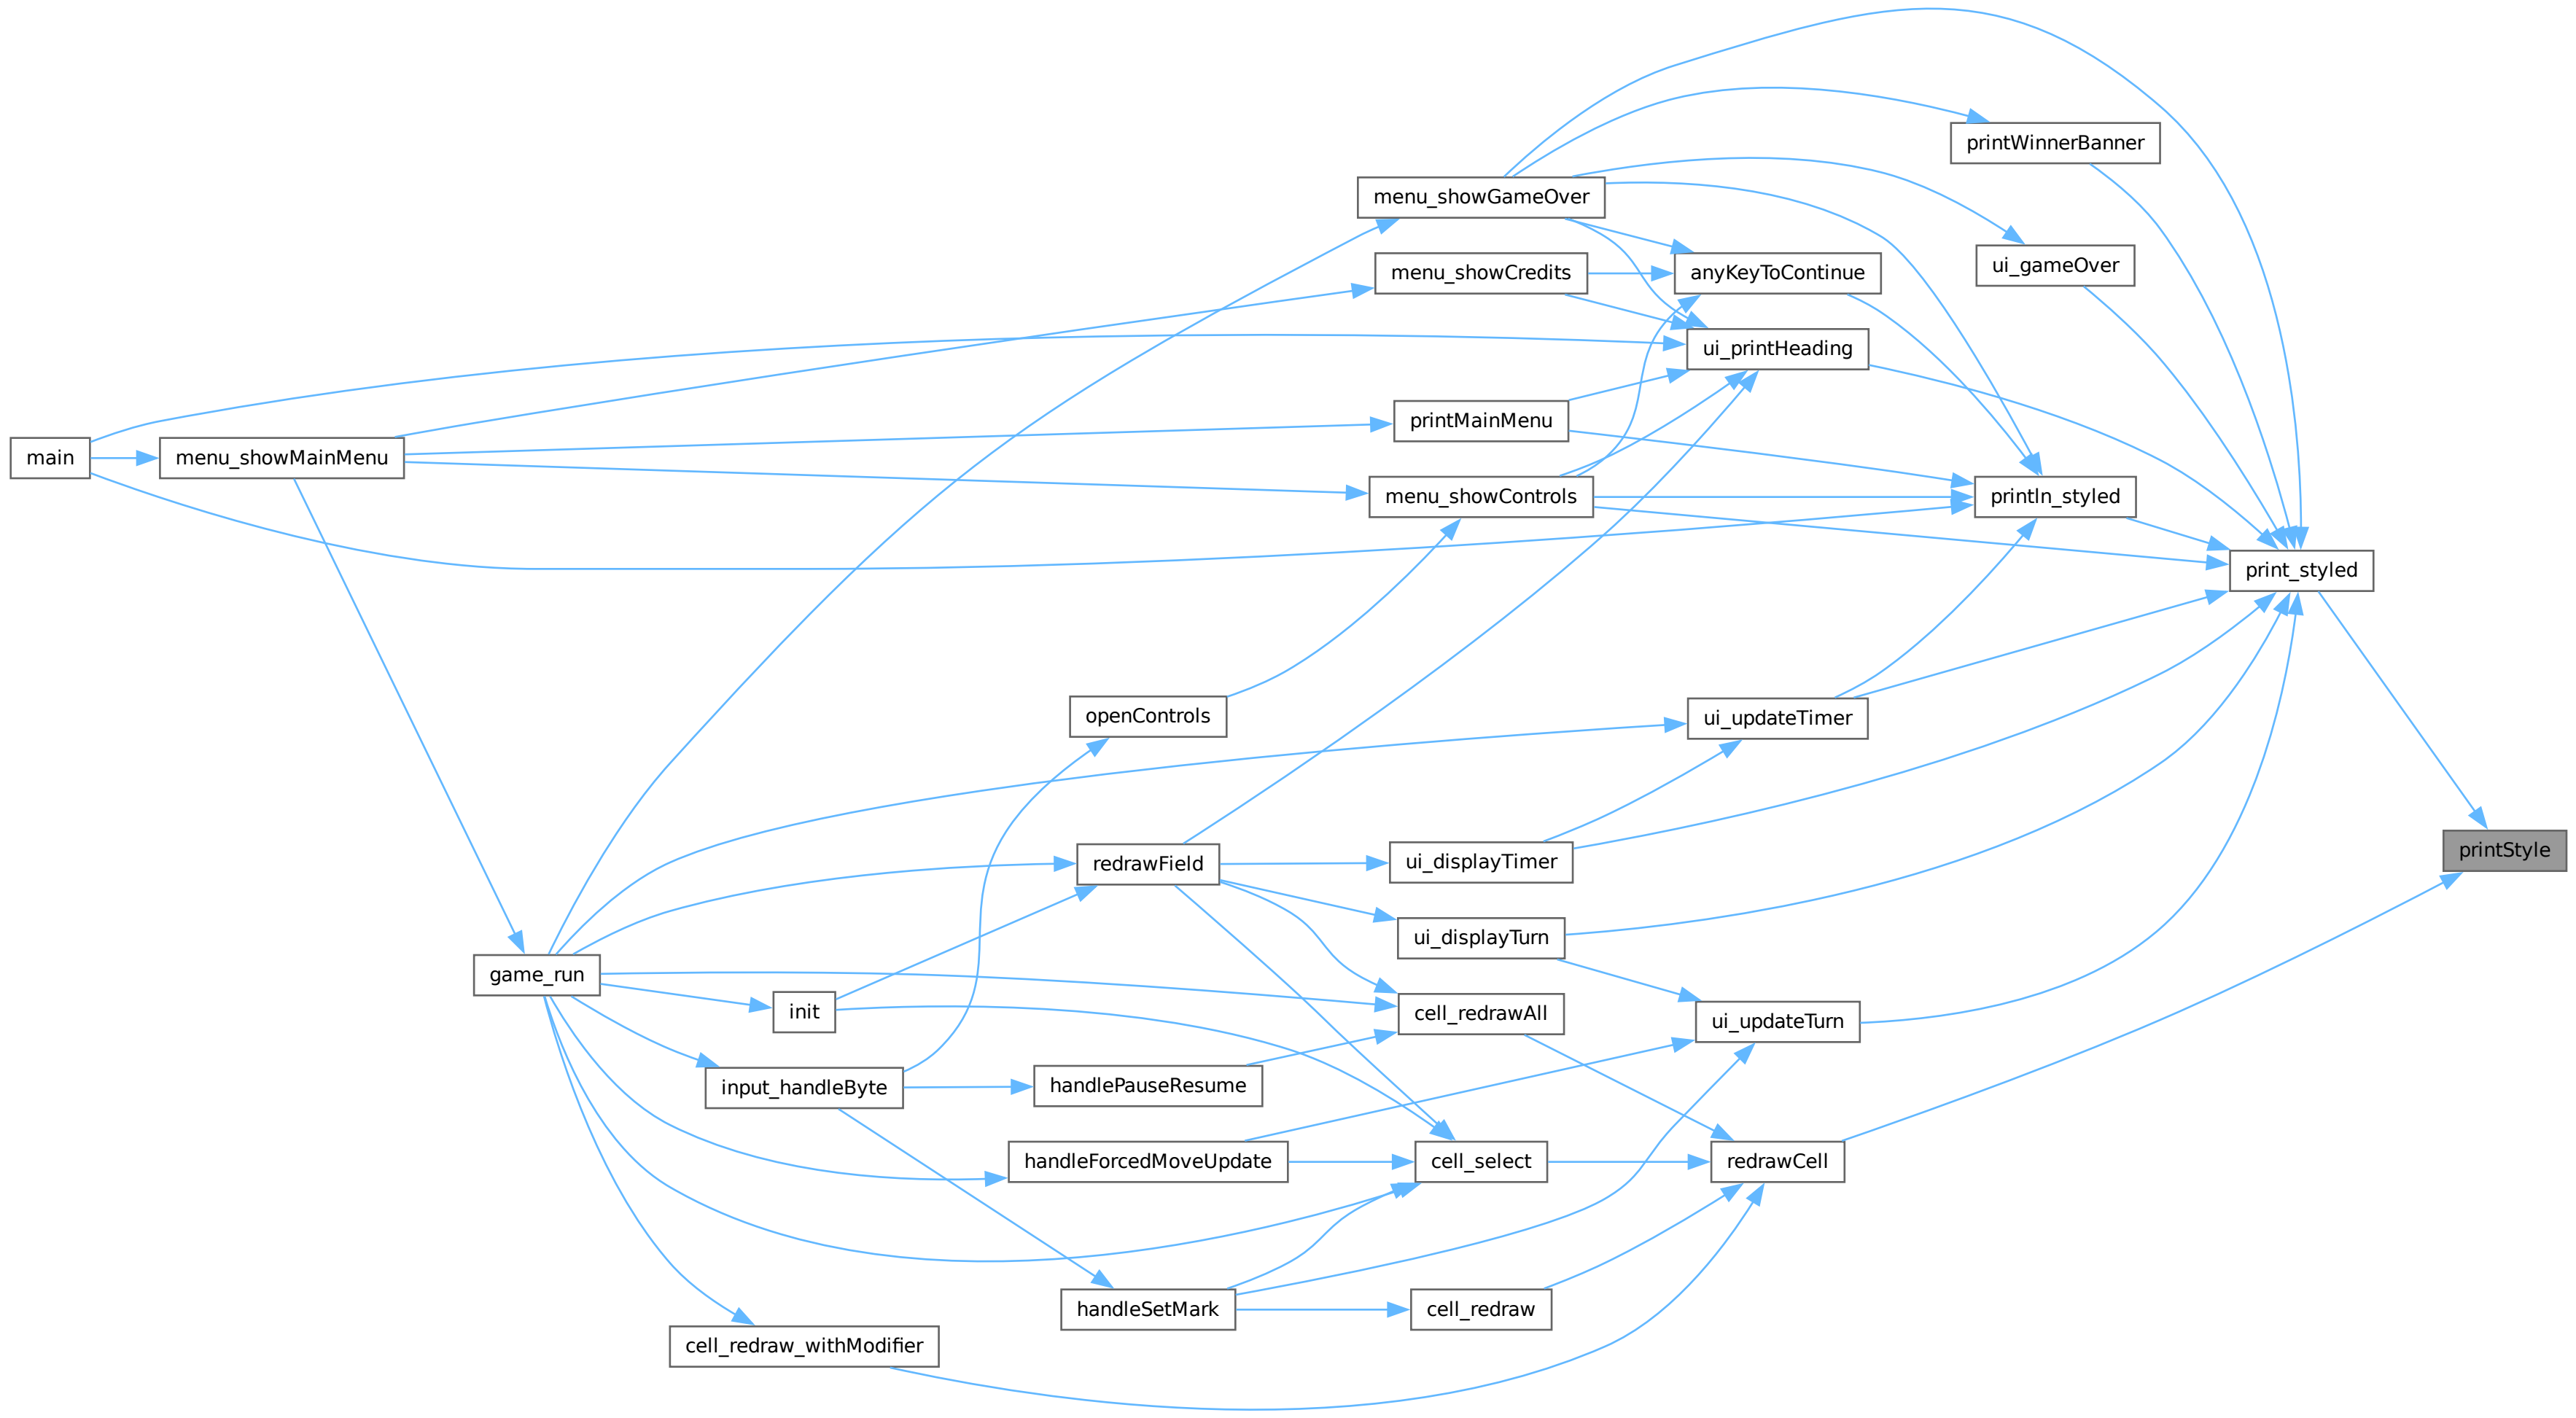 printWinnerBanner
menu_showGameOver
ui_gameOver
menu_showCredits
anyKeyToContinue
ui_printHeading
printMainMenu
main
menu_showMainMenu
menu_showControls
println_styled
print_styled
openControls
ui_updateTimer
printStyle
redrawField
ui_displayTimer
ui_displayTurn
game_run
init
cell_redrawAll
ui_updateTurn
input_handleByte
handlePauseResume
handleForcedMoveUpdate
cell_select
redrawCell
handleSetMark
cell_redraw
cell_redraw_withModifier